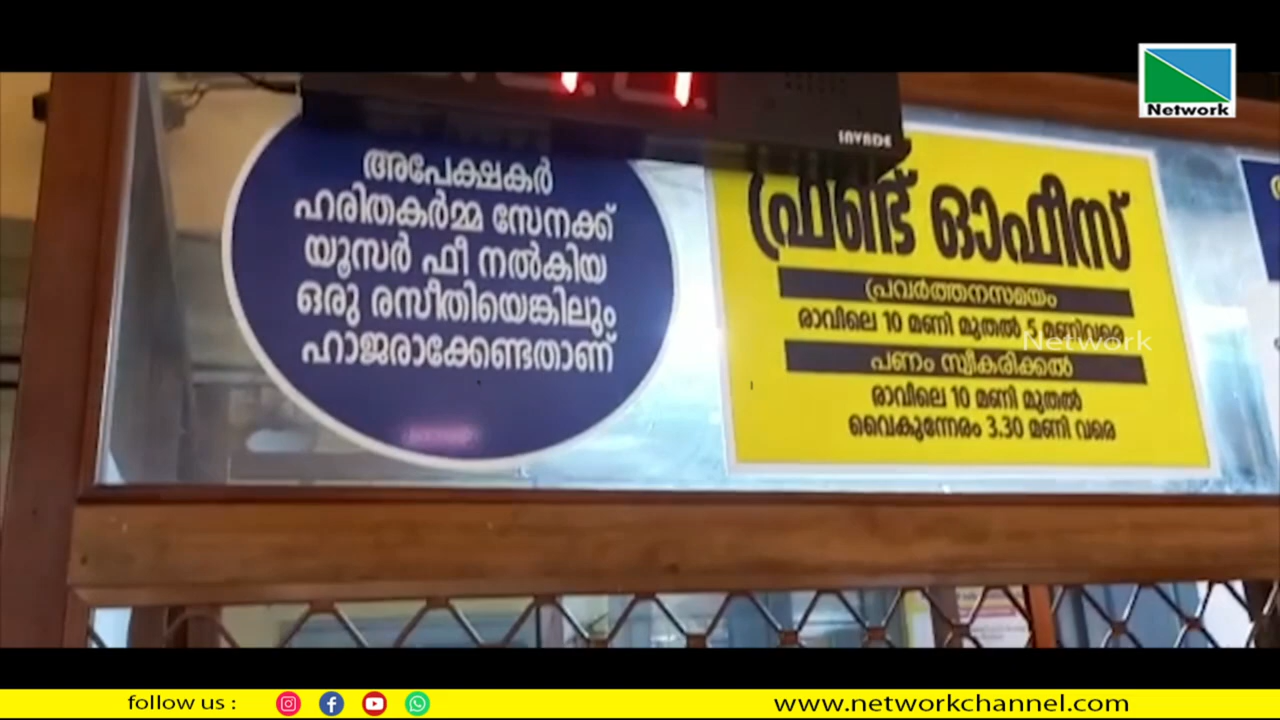 Network
SAVADE
അപേക്ഷകർ
ഹരിതകർമ്മ സേനക്ക്
യൂസർ ഫീ നൽകിയ
ഒരു രസീതിയെങ്കിലും
ഹാജരാക്കേണ്ടതാണ്
ഫ്രണ്ട് ഓഫീസ്
പ്രവർത്തനസമയം
രാവിലെ 10 മണി മുതൽ 5 മണിവരെ
Network
പണം സ്വീകരിക്കൽ
രാവിലെ 10 മണി മുതൽ
വൈകുന്നേരം 3.30 മണി വരെ
follow us :
www.networkchannel.com